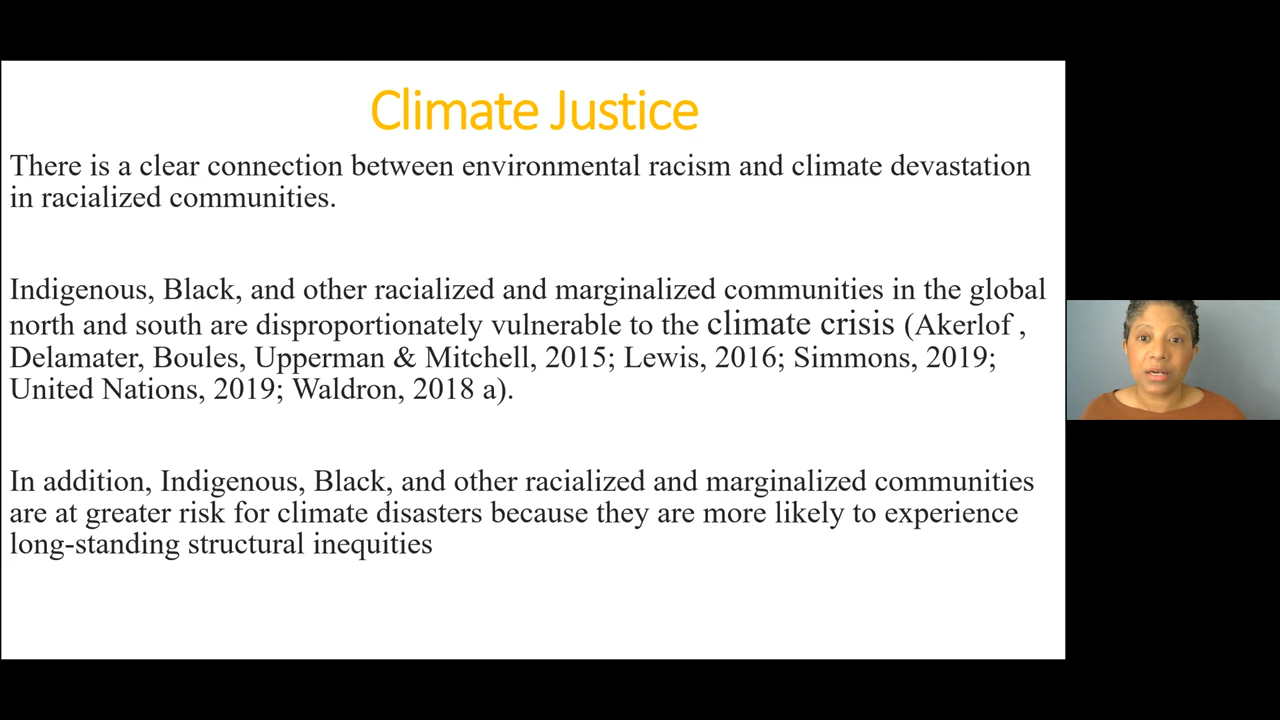 Climate Justice
There is a clear connection between environmental racism and climate devastation
in racialized communities.
Indigenous, Black, and other racialized and marginalized communities in the global
north and south are disproportionately vulnerable to the climate crisis (Akerlof ,
Delamater, Boules, Upperman & Mitchell, 2015; Lewis, 2016; Simmons, 2019;
United Nations, 2019; Waldron, 2018 a).
In addition, Indigenous, Black, and other racialized and marginalized communities
are at greater risk for climate disasters because they are more likely to experience
long-standing structural inequities